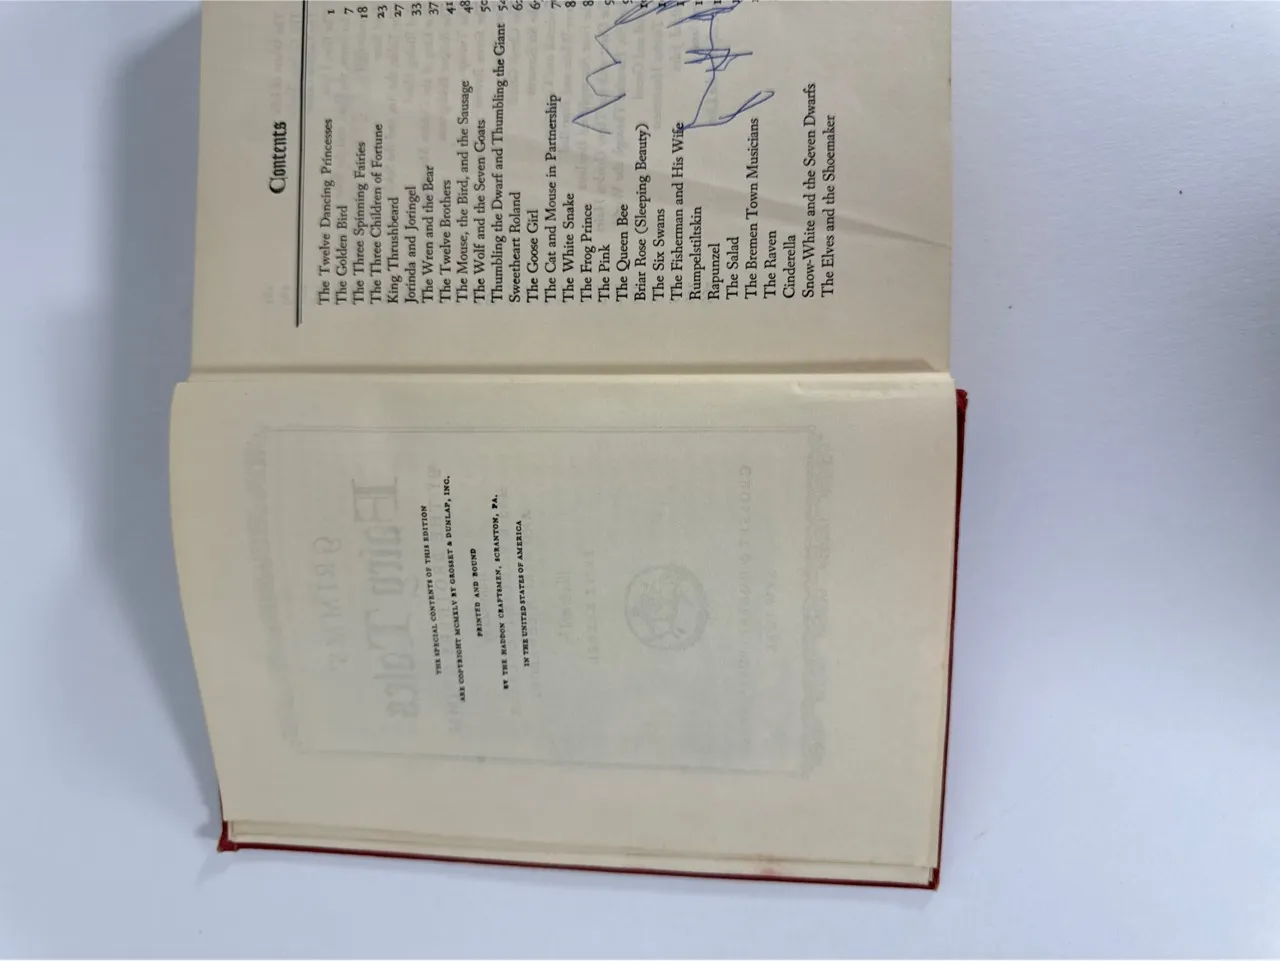 THE SPECIAL CONTENTS OF THIS EDITION
ARE COPYRIGHT MCMXLV BY GROSSET & DUNLAP, INC.
PRINTED AND BOUND
BY THE HADDON CRAFTSMEN, SCRANTON, PA.
IN THE UNITED STATES OF AMERICA
Contents
The Twelve Dancing Princesses 1
The Golden Bird 7
The Three Spinning Fairies 18
The Three Children of Fortune 23
King Thrushbeard 27
Jorinda and Joringel 33
The Wren and the Bear 37
The Twelve Brothers 41
The Mouse, the Bird, and the Sausage 48
The Wolf and the Seven Goats
Thumbling the Dwarf and Thumbling the Giant
Sweetheart Roland
The Goose Girl
The Cat and Mouse in Partnership
The White Snake
The Frog Prince
The Pink
The Queen Bee
Briar Rose (Sleeping Beauty)
The Six Swans
The Fisherman and His Wife
Rumpelstiltskin
Rapunzel
The Salad
The Bremen Town Musicians
The Raven
Cinderella
Snow-White and the Seven Dwarfs
The Elves and the Shoemaker